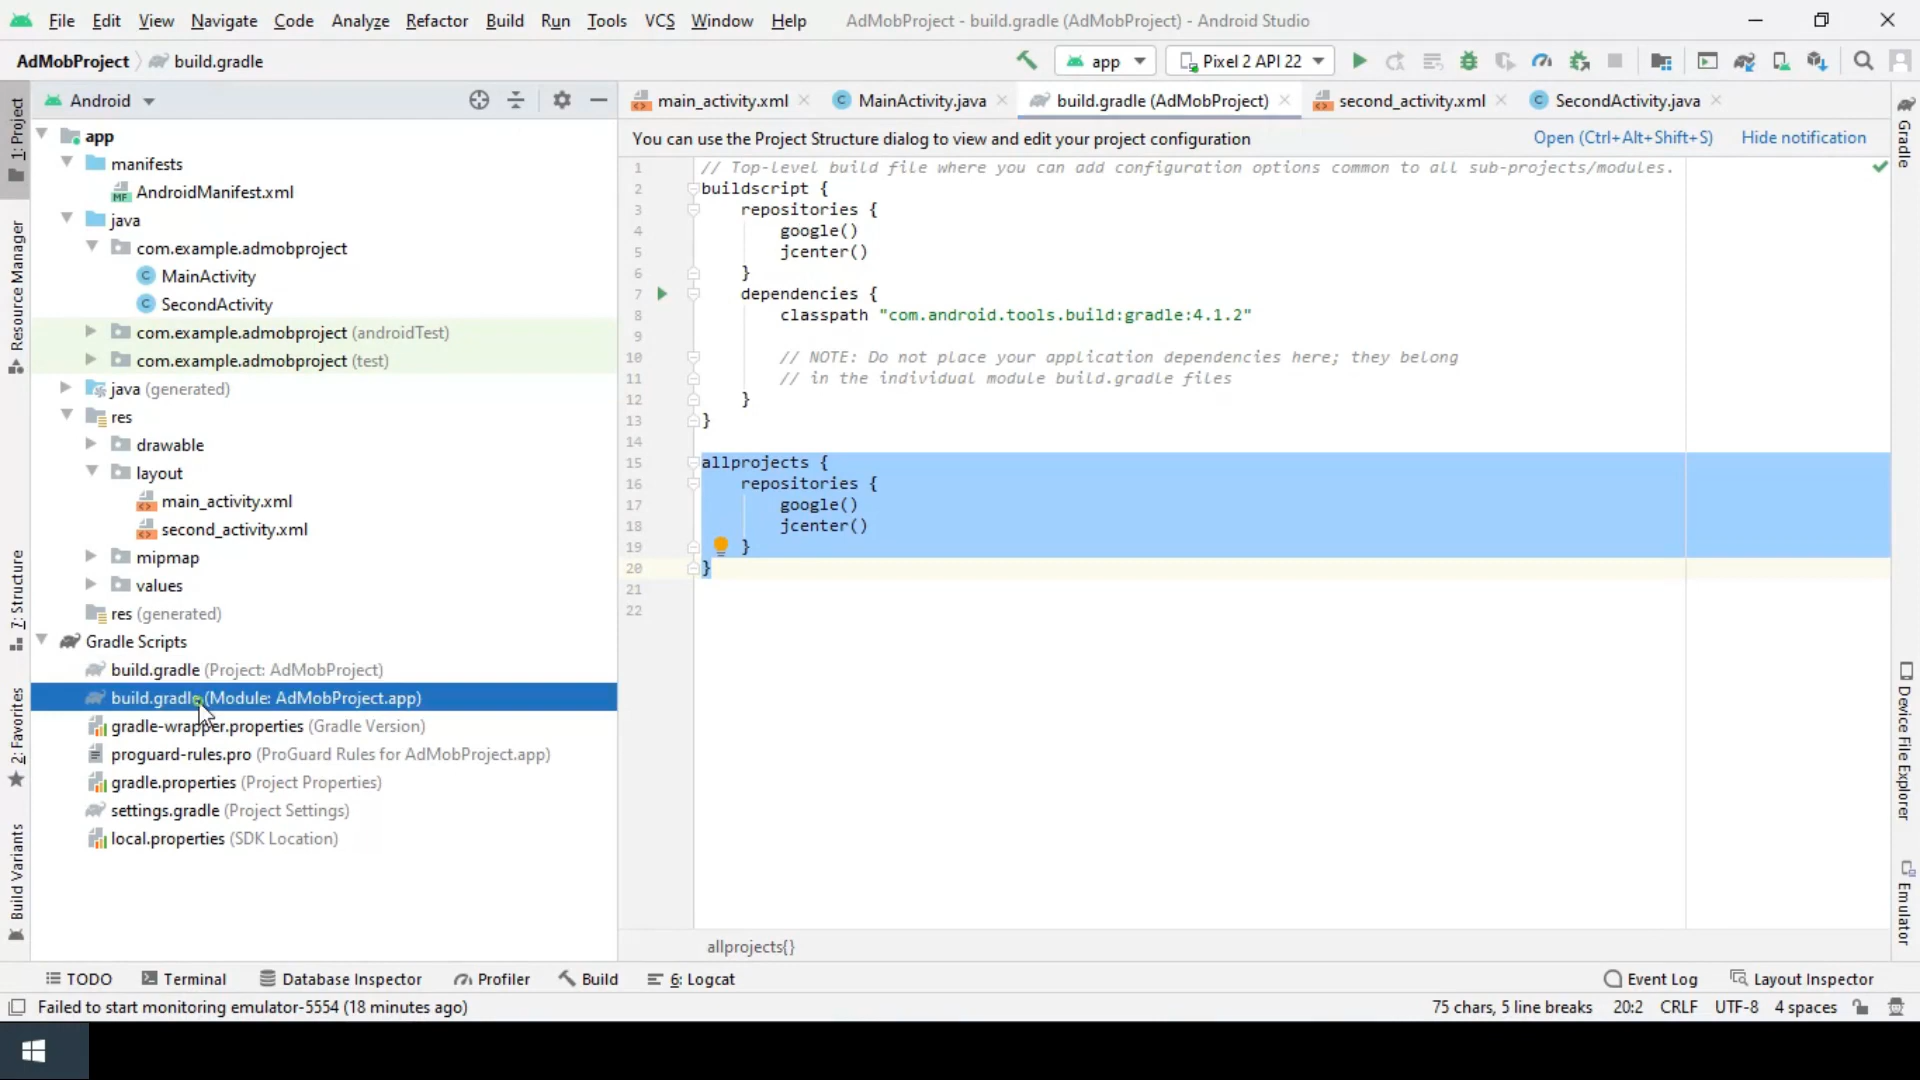 File Edit View Navigate Code Analyze Refactor Build Run Tools VCS Window Help AdMobProject - build.gradle (AdMobProject) - Android Studio
AdMobProject build.gradle app Pixel 2 API 22
Android
main_activity.xml MainActivity.java build.gradle (AdMobProject) second_activity.xml SecondActivity.java
You can use the Project Structure dialog to view and edit your project configuration Open (Ctrl+Alt+Shift+S) Hide notification
1: Project
Resource Manager
7: Structure
2: Favorites
Build Variants
app
manifests
MF AndroidManifest.xml
java
com.example.admobproject
C MainActivity
C SecondActivity
com.example.admobproject (androidTest)
com.example.admobproject (test)
java (generated)
res
drawable
layout
main_activity.xml
second_activity.xml
mipmap
values
res (generated)
Gradle Scripts
build.gradle (Project: AdMobProject)
build.gradle (Module: AdMobProject.app)
gradle-wrapper.properties (Gradle Version)
proguard-rules.pro (ProGuard Rules for AdMobProject.app)
gradle.properties (Project Properties)
settings.gradle (Project Settings)
local.properties (SDK Location)
1 // Top-level build file where you can add configuration options common to all sub-projects/modules.
2 buildscript {
3 repositories {
4 google()
5 jcenter()
6 }
7 dependencies {
8 classpath "com.android.tools.build:gradle:4.1.2"
9
10 // NOTE: Do not place your application dependencies here; they belong
11 // in the individual module build.gradle files
12 }
13 }
14
15 allprojects {
16 repositories {
17 google()
18 jcenter()
19 }
20 }
21
22
allprojects{}
Gradle
Device File Explorer
Emulator
TODO Terminal Database Inspector Profiler Build 6: Logcat Event Log Layout Inspector
Failed to start monitoring emulator-5554 (18 minutes ago) 75 chars, 5 line breaks 20:2 CRLF UTF-8 4 spaces